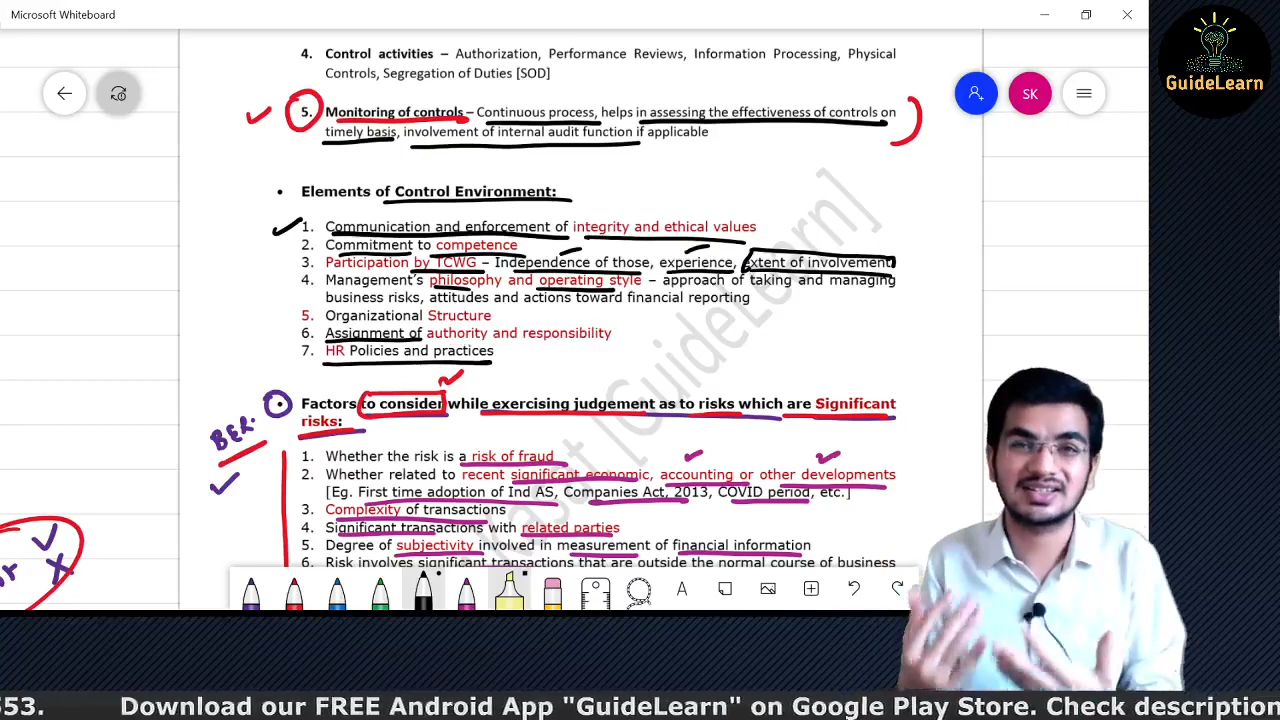 Microsoft Whiteboard
GuideLearn
SK
4. Control activities – Authorization, Performance Reviews, Information Processing, Physical
Controls, Segregation of Duties [SOD]
5. Monitoring of controls – Continuous process, helps in assessing the effectiveness of controls on
timely basis, involvement of internal audit function if applicable
• Elements of Control Environment:
1. Communication and enforcement of integrity and ethical values
2. Commitment to competence
3. Participation by TCWG – Independence of those, experience, extent of involvement
4. Management's philosophy and operating style – approach of taking and managing
business risks, attitudes and actions toward financial reporting
5. Organizational Structure
6. Assignment of authority and responsibility
7. HR Policies and practices
• Factors to consider while exercising judgement as to risks which are Significant
risks:
BER.
1. Whether the risk is a risk of fraud
2. Whether related to recent significant economic, accounting or other developments
[Eg. First time adoption of Ind AS, Companies Act, 2013, COVID period, etc.]
3. Complexity of transactions
4. Significant transactions with related parties
5. Degree of subjectivity involved in measurement of financial information
6. Risk involves significant transactions that are outside the normal course of business
[GuideLearn]
553. Download our FREE Android App "GuideLearn" on Google Play Store. Check description